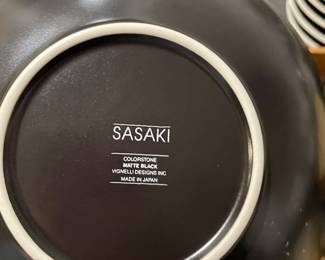 SASAKI
COLORSTONE
MATTE BLACK
VIGNELLI DESIGNS INC
MADE IN JAPAN